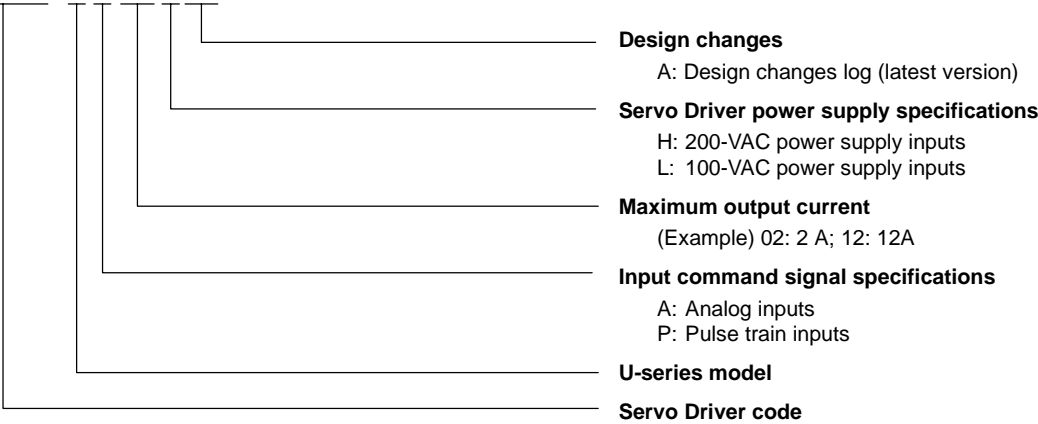 Design changes
A: Design changes log (latest version)
Servo Driver power supply specifications
H: 200-VAC power supply inputs
L: 100-VAC power supply inputs
Maximum output current
(Example) 02: 2 A; 12: 12A
Input command signal specifications
A: Analog inputs
P: Pulse train inputs
U-series model
Servo Driver code